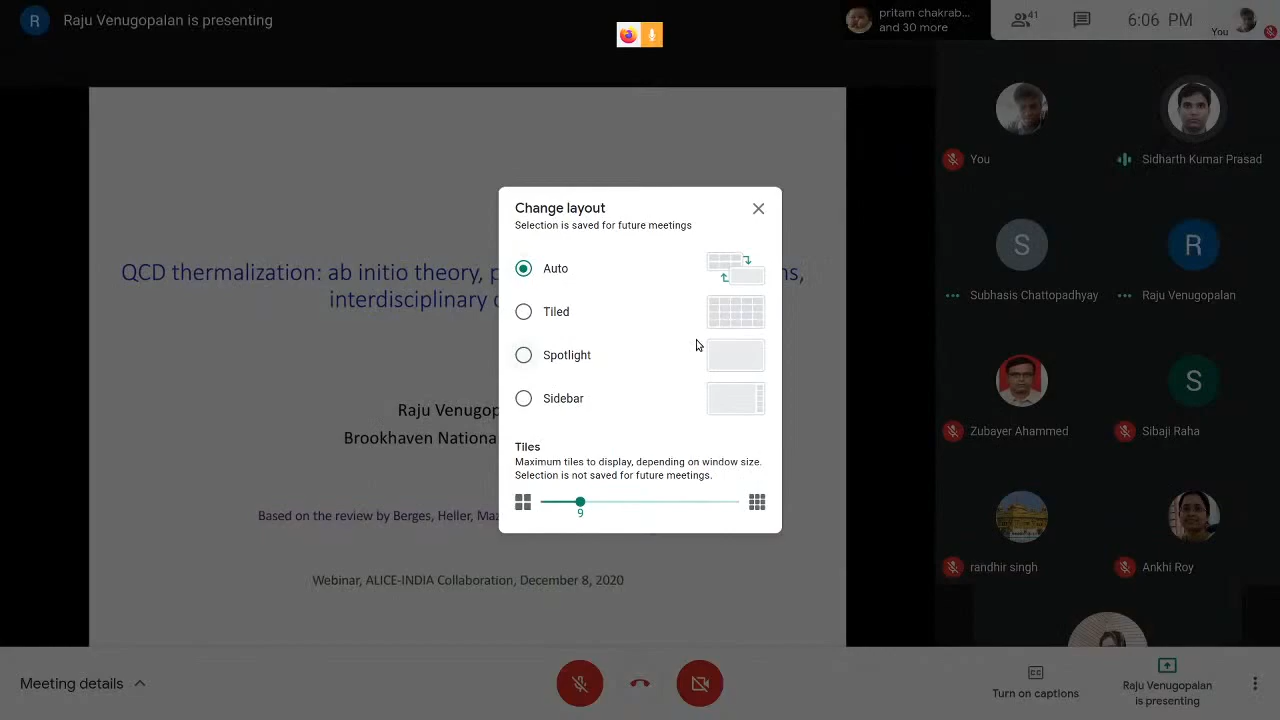 R
Raju Venugopalan is presenting
pritam chakrab...
and 30 more
41
6:06 PM
You
You
Sidharth Kumar Prasad
S
Subhasis Chattopadhyay
R
Raju Venugopalan
Zubayer Ahammed
S
Sibaji Raha
randhir singh
Ankhi Roy
QCD thermalization: ab initio theory, p
ns,
interdisciplinary c
Raju Venugop
Brookhaven Nationa
Based on the review by Berges, Heller, Maz
Webinar, ALICE-INDIA Collaboration, December 8, 2020
Change layout
Selection is saved for future meetings
Auto
Tiled
Spotlight
Sidebar
Tiles
Maximum tiles to display, depending on window size.
Selection is not saved for future meetings.
9
Meeting details
CC
Turn on captions
Raju Venugopalan
is presenting